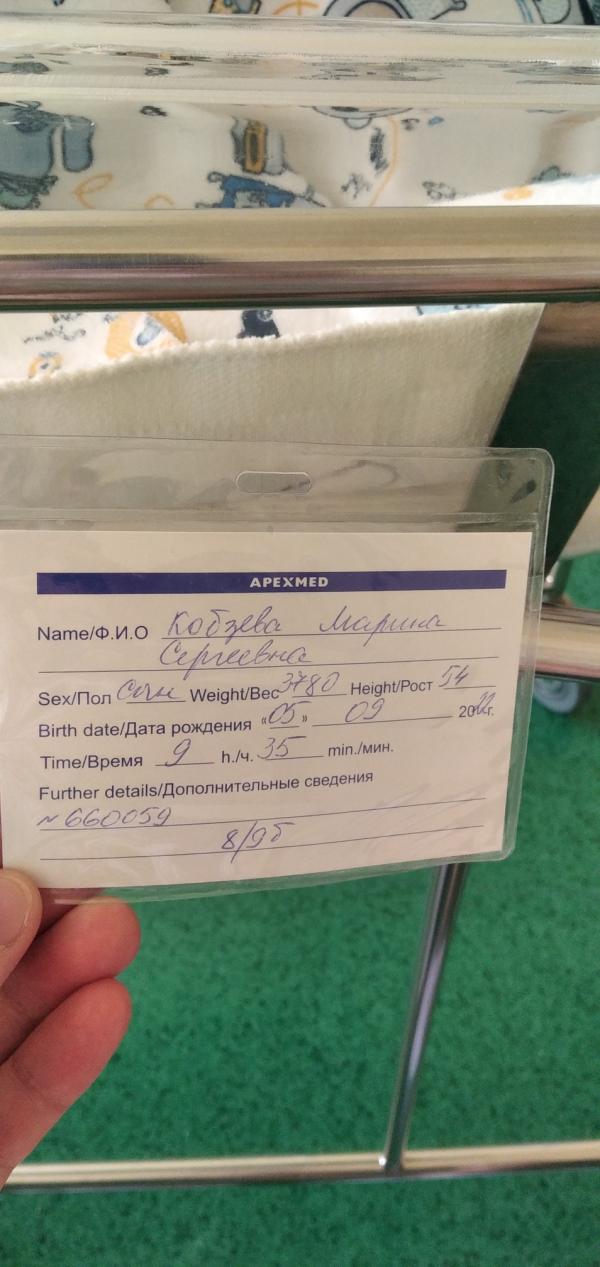 APEXMED
Name/Ф.И.О Кобзева Марина
Сергеевна
Sex/Пол Сын Weight/Вес 3780 Height/Рост 54
Birth date/Дата рождения «05» 09 2022г.
Time/Время 9 h./ч. 35 min./мин.
Further details/Дополнительные сведения
№660059
8/9б